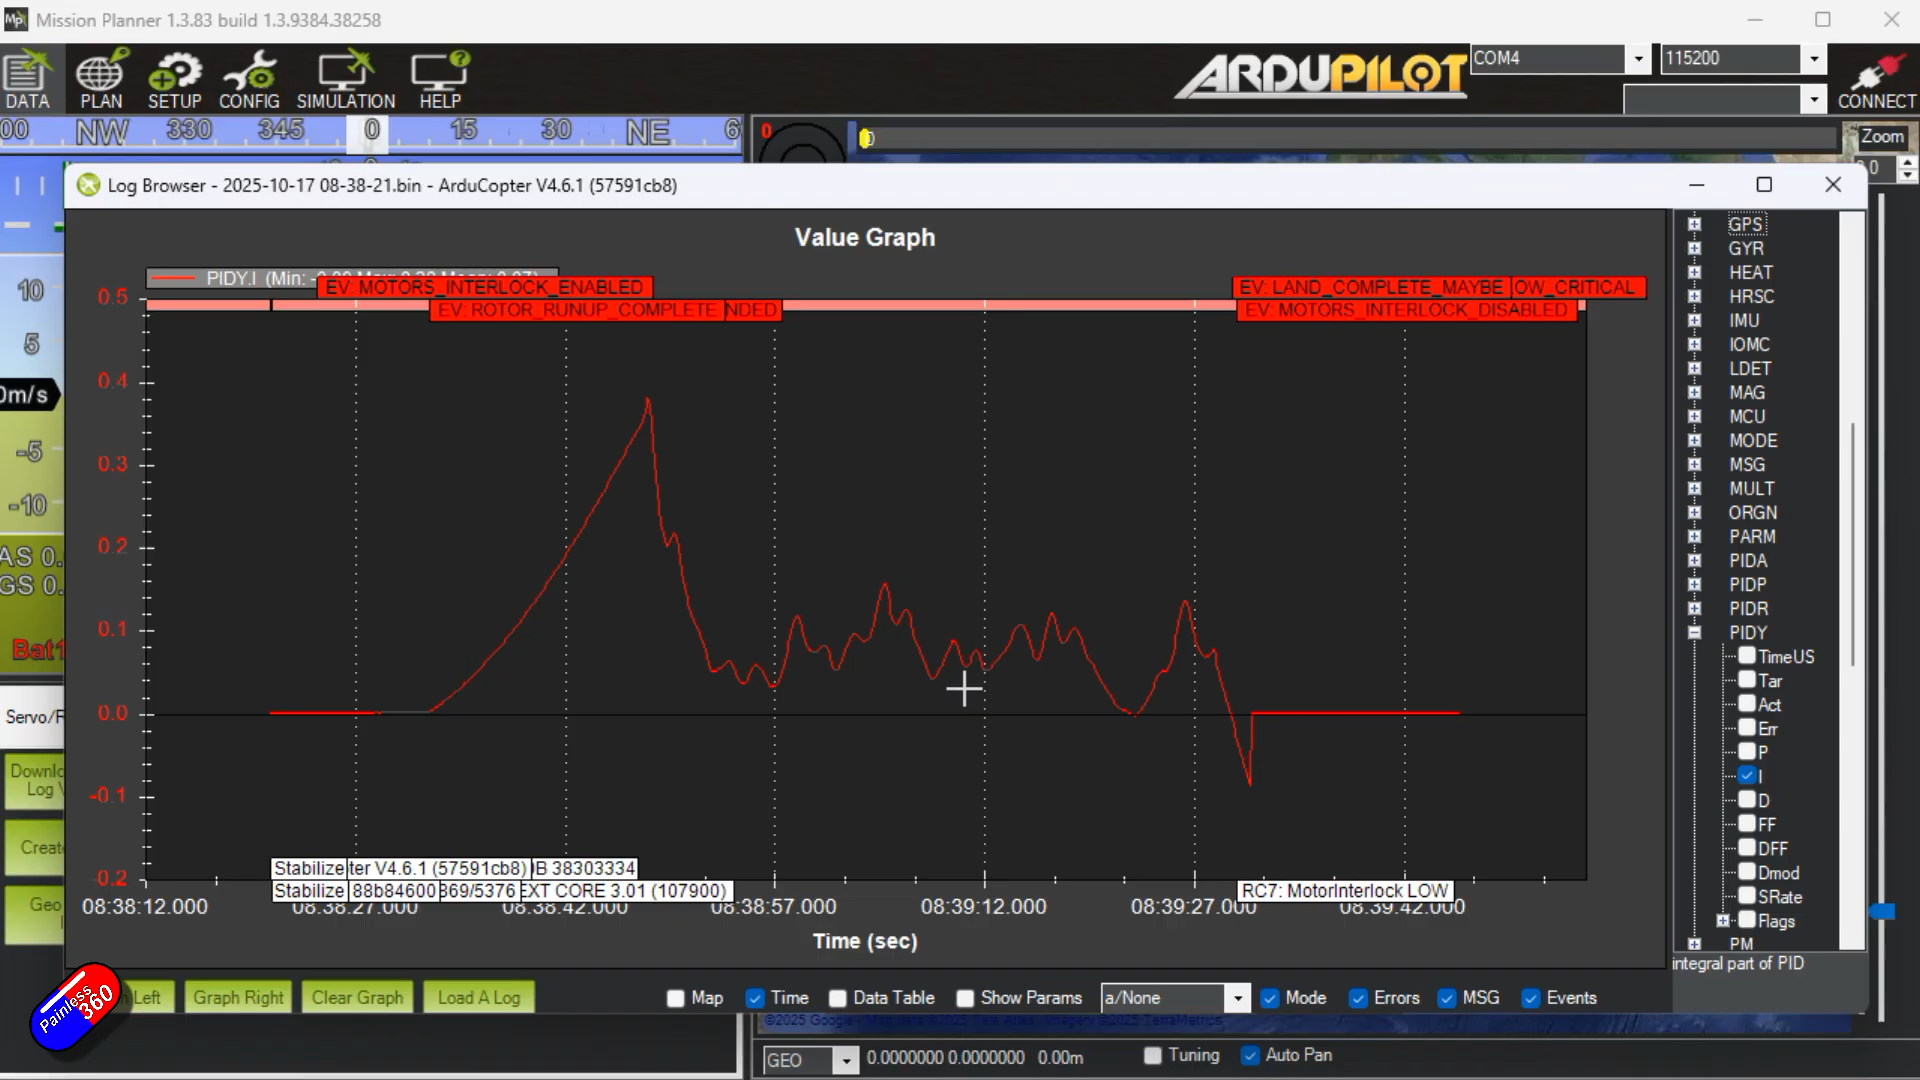 Mission Planner 1.3.83 build 1.3.9384.38258
DATA PLAN SETUP CONFIG SIMULATION HELP
ARDUPILOT
COM4 115200
CONNECT
00 NW 330 345 0 15 30 NE 6
0
Zoom
Log Browser - 2025-10-17 08-38-21.bin - ArduCopter V4.6.1 (57591cb8)
Value Graph
PIDY.I (Min:
EV: MOTORS_INTERLOCK_ENABLED
EV: LAND_COMPLETE_MAYBE OW_CRITICAL
EV: ROTOR_RUNUP_COMPLETE NDED
EV: MOTORS_INTERLOCK_DISABLED
0.5
0.4
0.3
0.2
0.1
0.0
-0.1
-0.2
10
5
0m/s
-5
-10
AS 0.
GS 0.
Bat1
Servo/R
Downlo
Log V
Creat
Geo
Stabilize ter V4.6.1 (57591cb8) B 38303334
Stabilize 88b84600 369/5376 EXT CORE 3.01 (107900)
RC7: MotorInterlock LOW
08:38:12.000 08:38:27.000 08:38:42.000 08:38:57.000 08:39:12.000 08:39:27.000 08:39:42.000
Time (sec)
GPS
GYR
HEAT
HRSC
IMU
IOMC
LDET
MAG
MCU
MODE
MSG
MULT
ORGN
PARM
PIDA
PIDP
PIDR
PIDY
TimeUS
Tar
Act
Err
P
I
D
FF
DFF
Dmod
SRate
Flags
PM
integral part of PID
Left Graph Right Clear Graph Load A Log
Map Time Data Table Show Params a/None Mode Errors MSG Events
Painless 360
GEO 0.0000000 0.0000000 0.00m Tuning Auto Pan